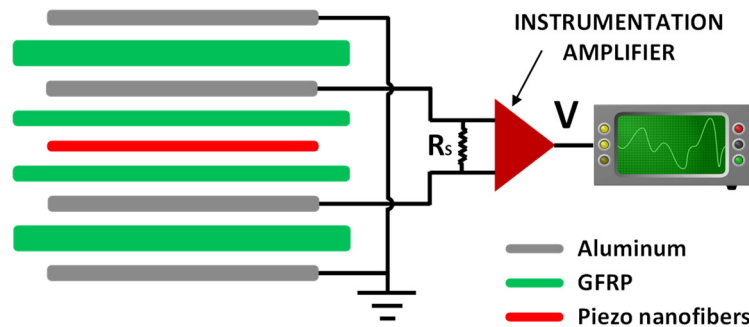 INSTRUMENTATION
AMPLIFIER
V
Rs
Aluminum
GFRP
Piezo nanofibers